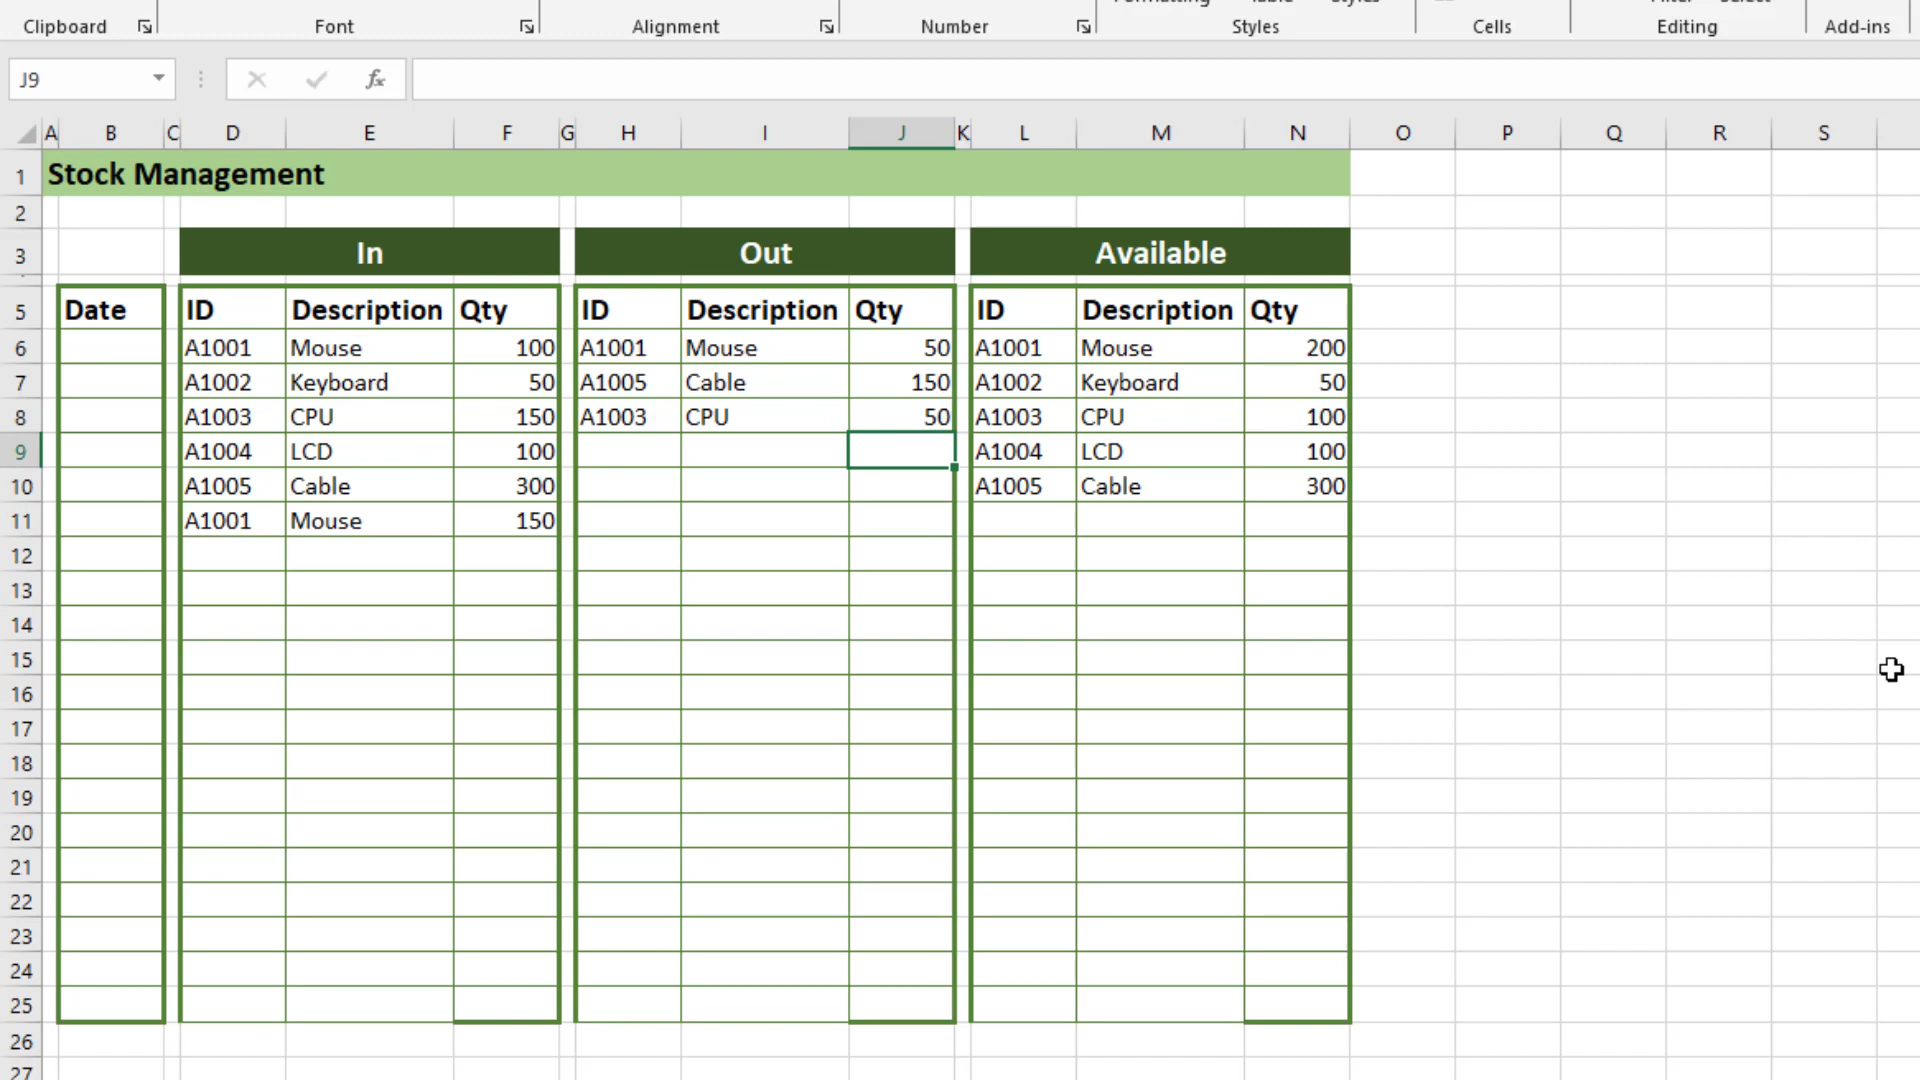 Clipboard Font Alignment Number Styles Cells Editing Add-ins
J9 fx
A B C D E F G H I J K L M N O P Q R S
1 Stock Management
2
3 In Out Available
5 Date ID Description Qty ID Description Qty ID Description Qty
6 A1001 Mouse 100 A1001 Mouse 50 A1001 Mouse 200
7 A1002 Keyboard 50 A1005 Cable 150 A1002 Keyboard 50
8 A1003 CPU 150 A1003 CPU 50 A1003 CPU 100
9 A1004 LCD 100 A1004 LCD 100
10 A1005 Cable 300 A1005 Cable 300
11 A1001 Mouse 150
12
13
14
15
16
17
18
19
20
21
22
23
24
25
26
27